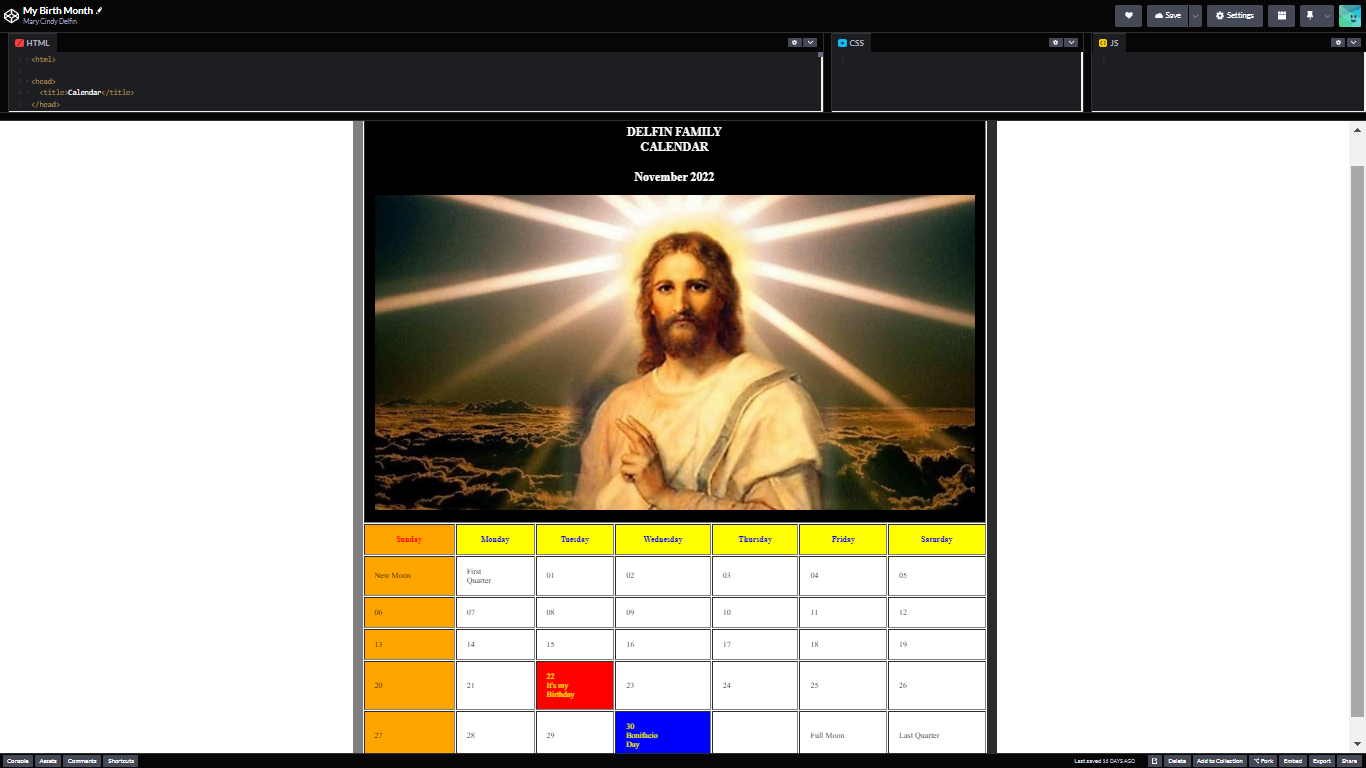 My Birth Month
Mary Cindy Delfin
Save
Settings
HTML
CSS
JS
1 <html>
2
3 <head>
4 <title>Calendar</title>
5 </head>
1
1
DELFIN FAMILY
CALENDAR
November 2022
Sunday Monday Tuesday Wednesday Thursday Friday Saturday
New Moon First
Quarter 01 02 03 04 05
06 07 08 09 10 11 12
13 14 15 16 17 18 19
20 21 22
It's my
Birthday 23 24 25 26
27 28 29 30
Bonifacio
Day Full Moon Last Quarter
Console Assets Comments Shortcuts
Last saved 16 DAYS AGO Delete Add to Collection Fork Embed Export Share